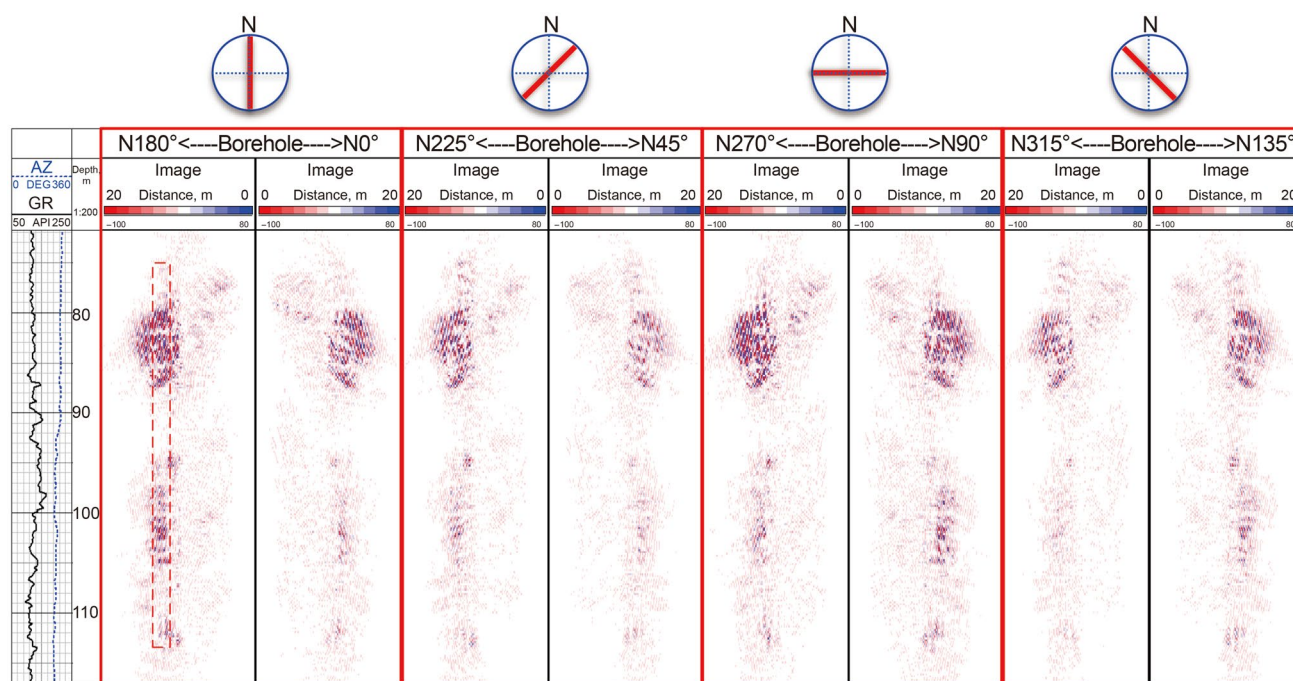 N N N N
N180°<----Borehole---->N0° N225°<----Borehole---->N45° N270°<----Borehole---->N90° N315°<----Borehole---->N135°
AZ Depth, m Image Image Image Image Image Image Image Image
0 DEG 360 20 Distance, m 0 0 Distance, m 20 20 Distance, m 0 0 Distance, m 20 20 Distance, m 0 0 Distance, m 20 20 Distance, m 0 0 Distance, m 20
GR
50 API 250 1:200 −100 80 −100 80 −100 80 −100 80 −100 80 −100 80 −100 80 −100 80
80
90
100
110